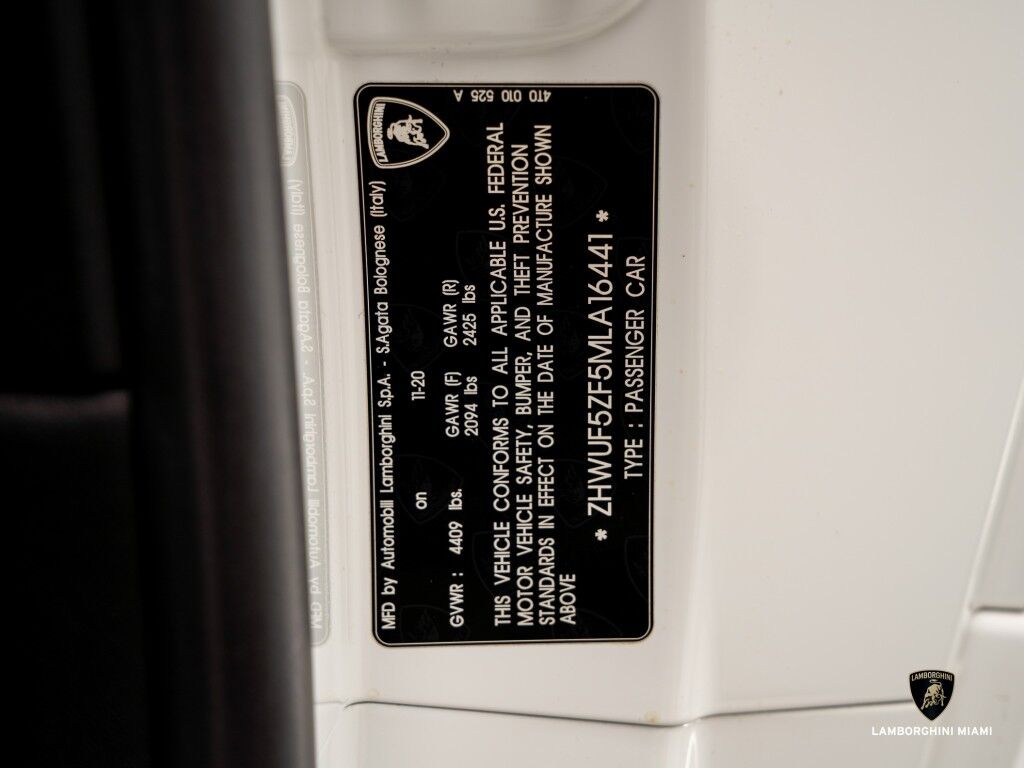 4T0 010 525 A
LAMBORGHINI
MFD by Automobili Lamborghini S.p.A. - S.Agata Bolognese (Italy)
on 11-20
GVWR : 4409 lbs. GAWR (F) 2094 lbs GAWR (R) 2425 lbs
THIS VEHICLE CONFORMS TO ALL APPLICABLE U.S. FEDERAL
MOTOR VEHICLE SAFETY, BUMPER, AND THEFT PREVENTION
STANDARDS IN EFFECT ON THE DATE OF MANUFACTURE SHOWN
ABOVE
* ZHWUF5ZF5MLA16441 *
TYPE : PASSENGER CAR
LAMBORGHINI
LAMBORGHINI MIAMI